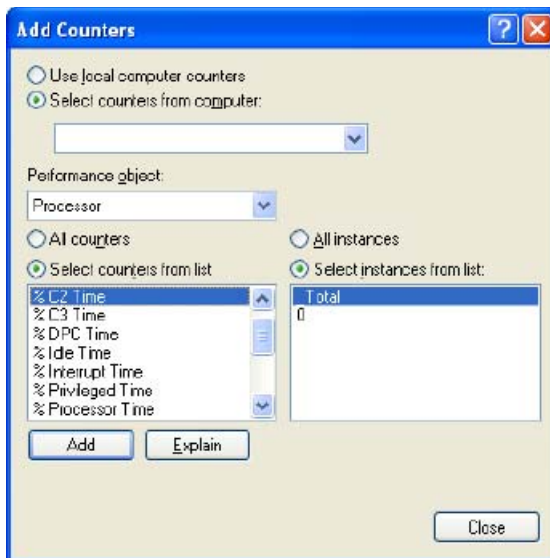 Add Counters
Use local computer counters
Select counters from computer:
Performance object:
Processor
All counters
All instances
Select counters from list
Select instances from list:
% C2 Time
% C3 Time
% DPC Time
% Idle Time
% Interrupt Time
% Privileged Time
% Processor Time
_Total
0
Add
Explain
Close